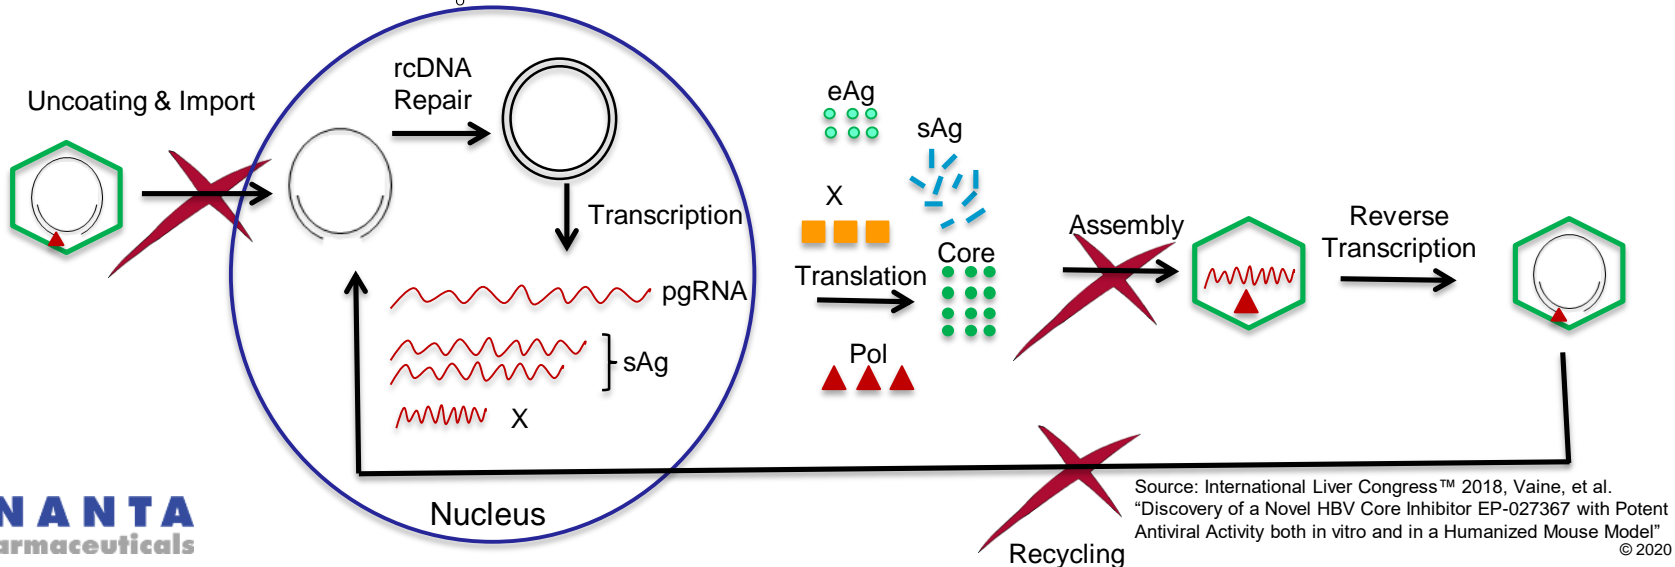 Uncoating & Import
rcDNA
Repair
Transcription
pgRNA
sAg
X
Nucleus
eAg
sAg
X
Translation
Core
Pol
Assembly
Reverse
Transcription
Recycling
NANTA
armaceuticals
Source: International Liver Congress™ 2018, Vaine, et al.
“Discovery of a Novel HBV Core Inhibitor EP-027367 with Potent
Antiviral Activity both in vitro and in a Humanized Mouse Model”
© 2020